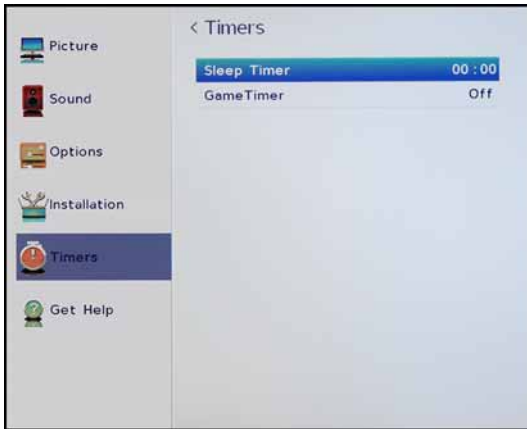 Picture
Sound
Options
Installation
Timers
Get Help
< Timers
Sleep Timer 00 : 00
GameTimer Off